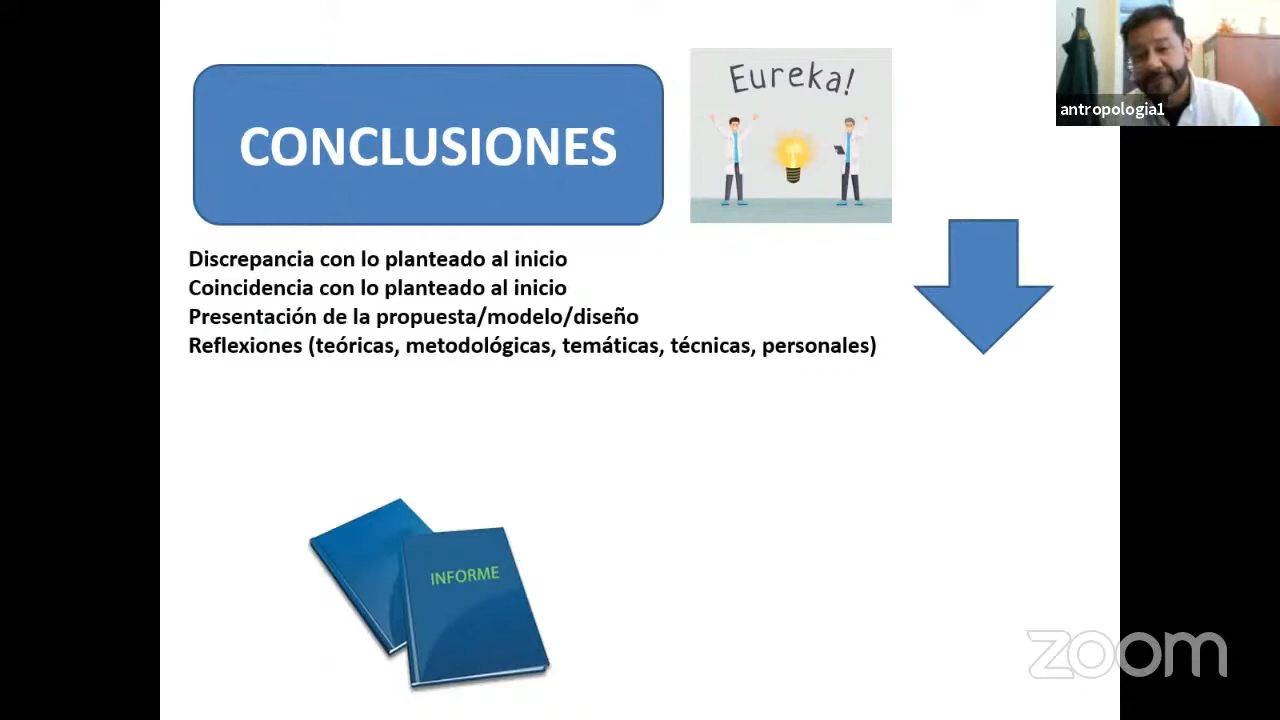 CONCLUSIONES
Eureka!
antropologia1
Discrepancia con lo planteado al inicio
Coincidencia con lo planteado al inicio
Presentación de la propuesta/modelo/diseño
Reflexiones (teóricas, metodológicas, temáticas, técnicas, personales)
INFORME
zoom